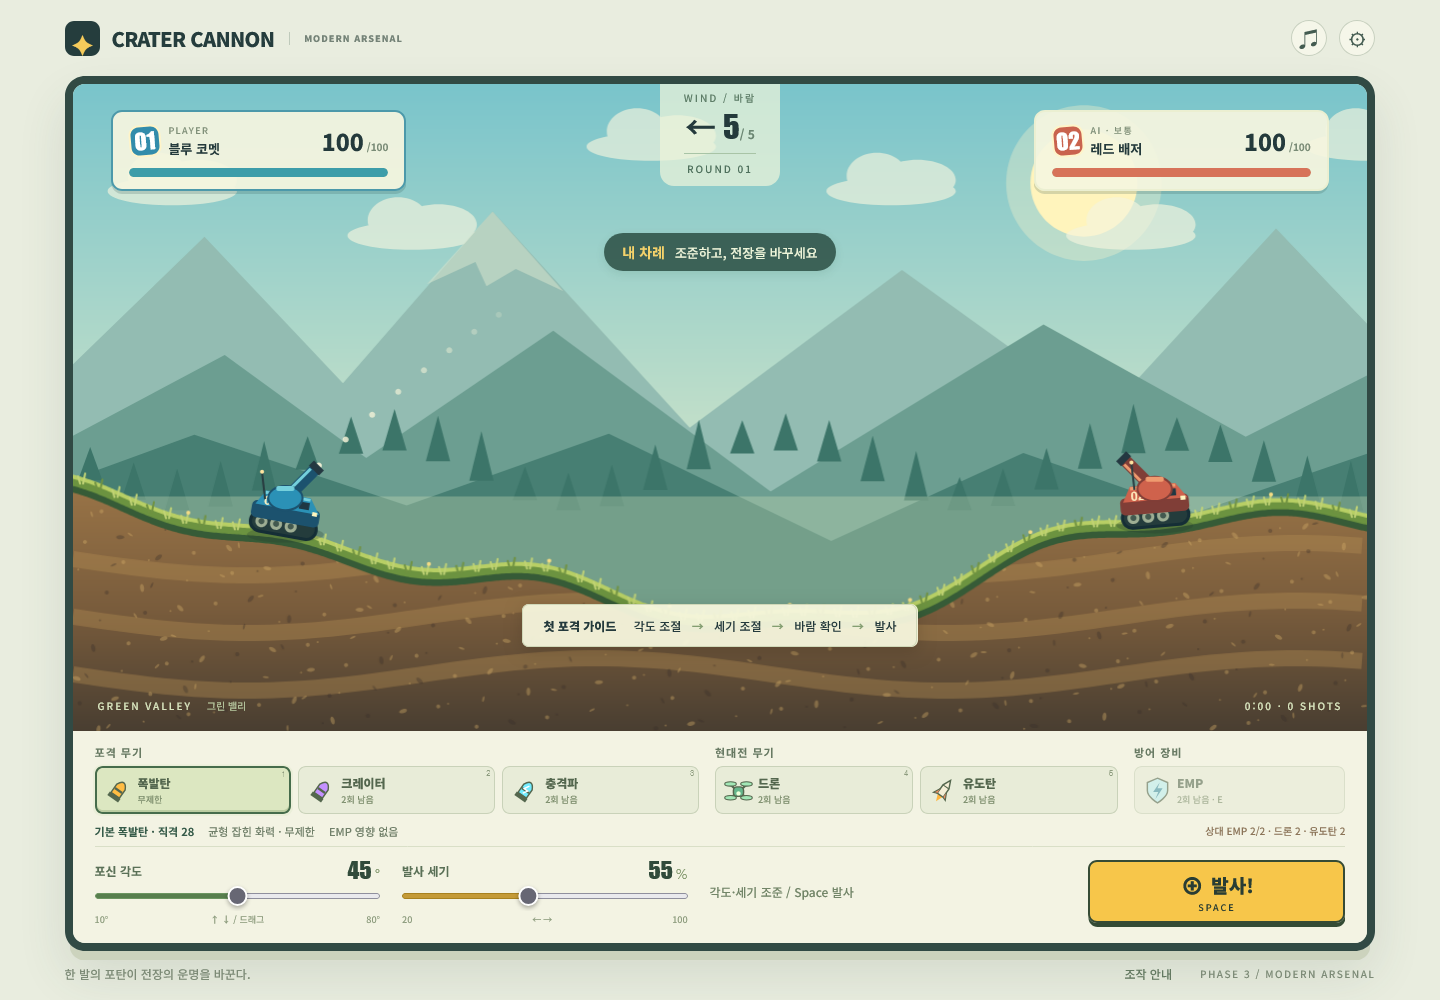 CRATER CANNON
MODERN ARSENAL
01
PLAYER
블루 코멧
100 /100
WIND / 바람
← 5 / 5
ROUND 01
02
AI · 보통
레드 배저
100 /100
내 차례 조준하고, 전장을 바꾸세요
첫 포격 가이드 각도 조절 → 세기 조절 → 바람 확인 → 발사
GREEN VALLEY 그린 밸리
0:00 · 0 SHOTS
포격 무기
폭발탄 1
무제한
크레이터 2
2회 남음
충격파 3
2회 남음
현대전 무기
드론 4
2회 남음
유도탄 5
2회 남음
방어 장비
EMP
2회 남음 · E
기본 폭발탄 · 직격 28 균형 잡힌 화력 · 무제한 EMP 영향 없음
상대 EMP 2/2 · 드론 2 · 유도탄 2
포신 각도 45 °
10° ↑ ↓ / 드래그 80°
발사 세기 55 %
20 ←→ 100
각도·세기 조준 / Space 발사
발사!
SPACE
한 발의 포탄이 전장의 운명을 바꾼다.
조작 안내
PHASE 3 / MODERN ARSENAL